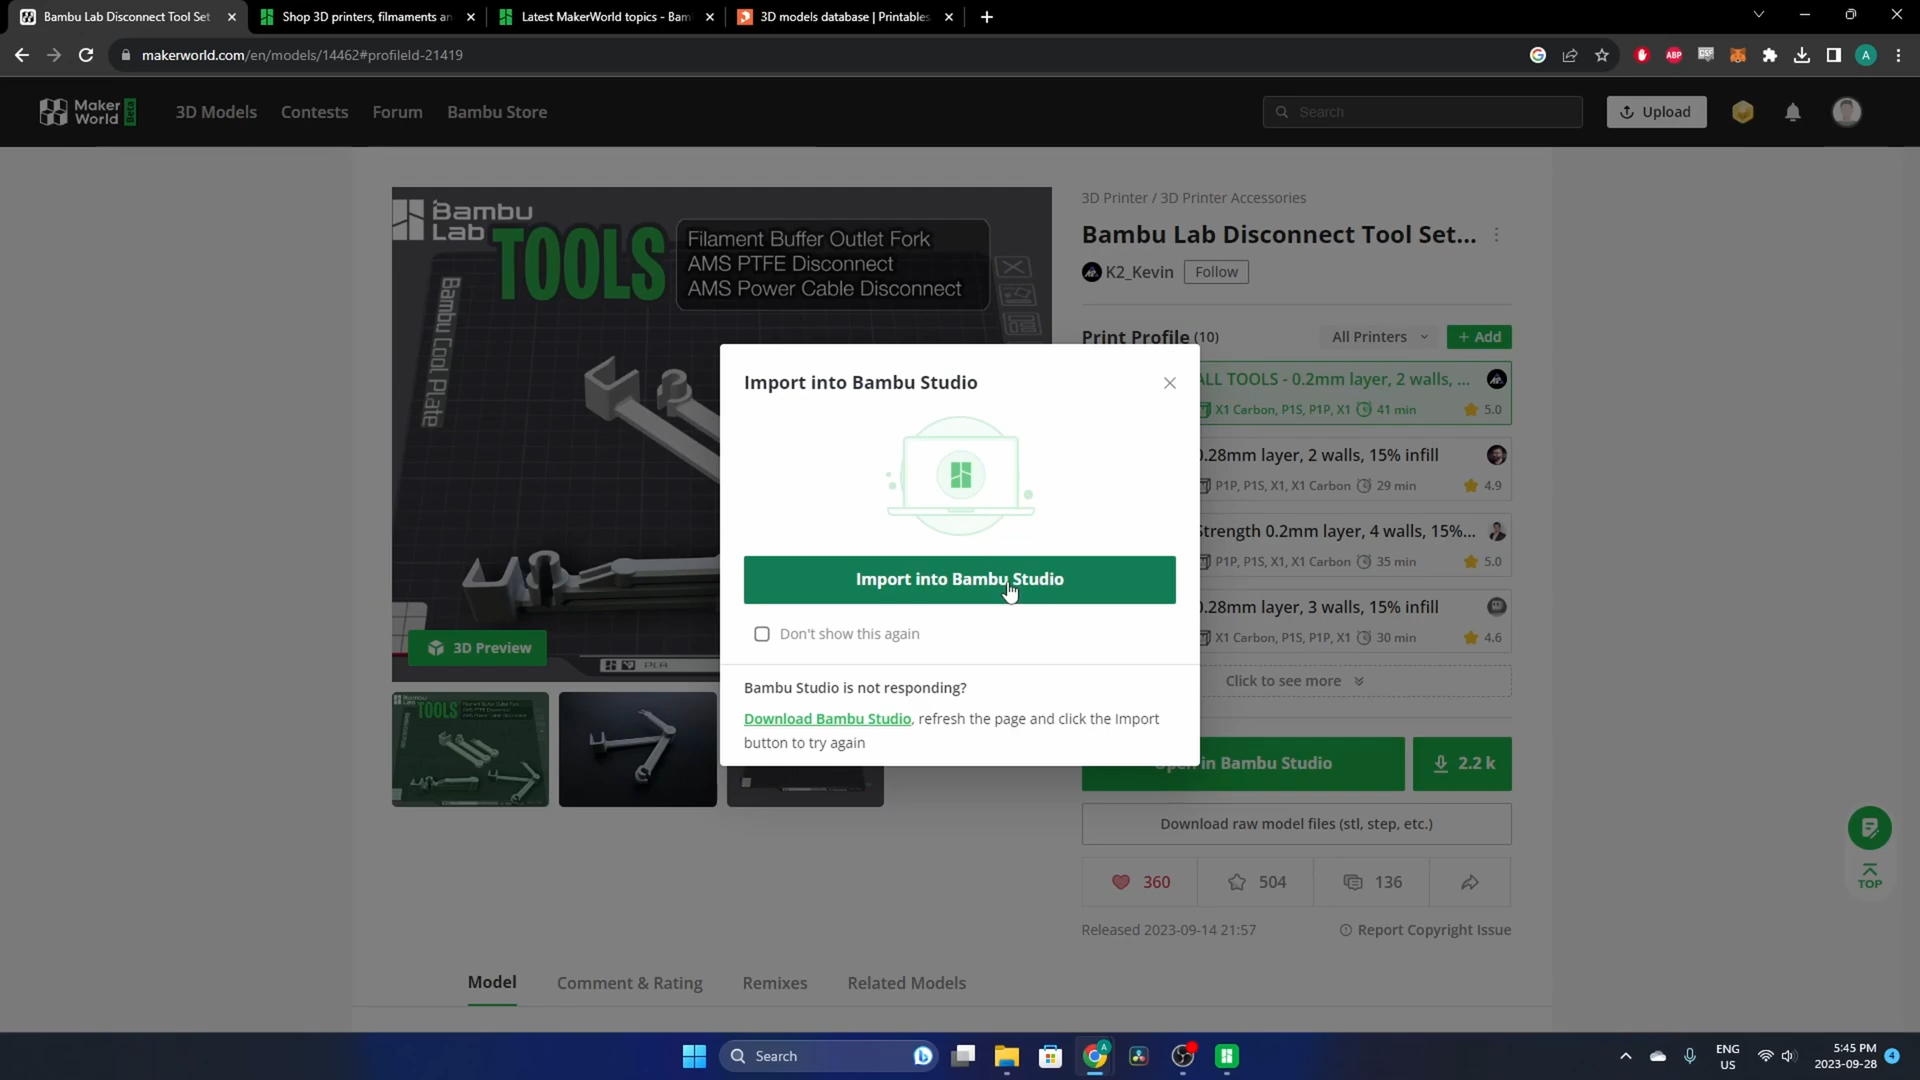 Bambu Lab Disconnect Tool Set
Shop 3D printers, filmaments an
Latest MakerWorld topics - Bam
3D models database | Printables
makerworld.com/en/models/14462#profileId-21419
ABP
A
Maker
World
Beta
3D Models
Contests
Forum
Bambu Store
Search
Upload
Bambu
Lab
TOOLS
Filament Buffer Outlet Fork
AMS PTFE Disconnect
AMS Power Cable Disconnect
Bambu Cool Plate
PLA
3D Preview
3D Printer / 3D Printer Accessories
Bambu Lab Disconnect Tool Set...
K2_Kevin
Follow
Print Profile (10)
All Printers
+ Add
ALL TOOLS - 0.2mm layer, 2 walls, ...
X1 Carbon, P1S, P1P, X1
41 min
5.0
0.28mm layer, 2 walls, 15% infill
P1P, P1S, X1, X1 Carbon
29 min
4.9
Strength 0.2mm layer, 4 walls, 15%...
P1P, P1S, X1, X1 Carbon
35 min
5.0
0.28mm layer, 3 walls, 15% infill
X1 Carbon, P1S, P1P, X1
30 min
4.6
Click to see more
Import into Bambu Studio
Import into Bambu Studio
Don't show this again
Bambu Studio is not responding?
Download Bambu Studio, refresh the page and click the Import
button to try again
Open in Bambu Studio
2.2 k
Download raw model files (stl, step, etc.)
360
504
136
Released 2023-09-14 21:57
Report Copyright Issue
TOP
Model
Comment & Rating
Remixes
Related Models
Search
A
ENG
US
5:45 PM
2023-09-28
4